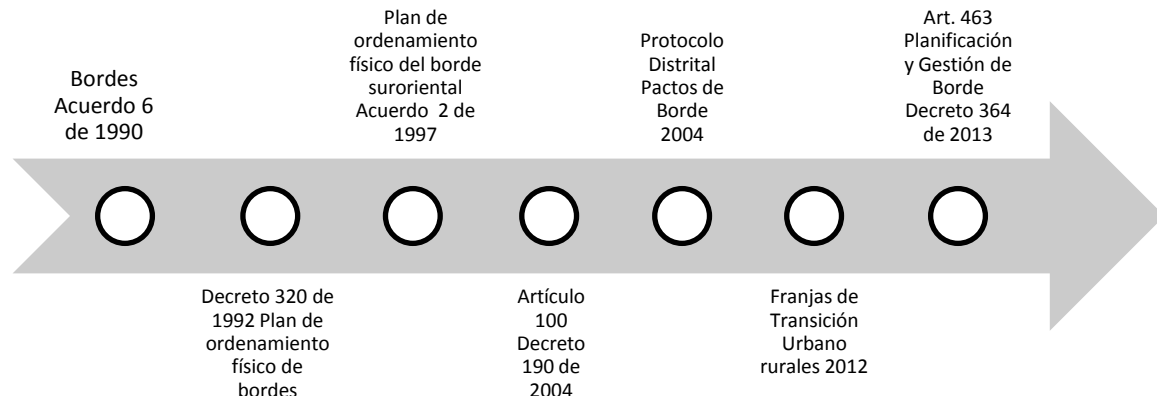 Bordes
Acuerdo 6
de 1990
Decreto 320 de
1992 Plan de
ordenamiento
físico de
bordes
Plan de
ordenamiento
físico del borde
suroriental
Acuerdo 2 de
1997
Artículo
100
Decreto
190 de
2004
Protocolo
Distrital
Pactos de
Borde
2004
Franjas de
Transición
Urbano
rurales 2012
Art. 463
Planificación
y Gestión de
Borde
Decreto 364
de 2013